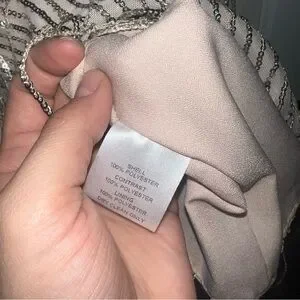 SHELL
100% POLYESTER
CONTRAST
100% POLYESTER
LINING
100% POLYESTER
DRY CLEAN ONLY